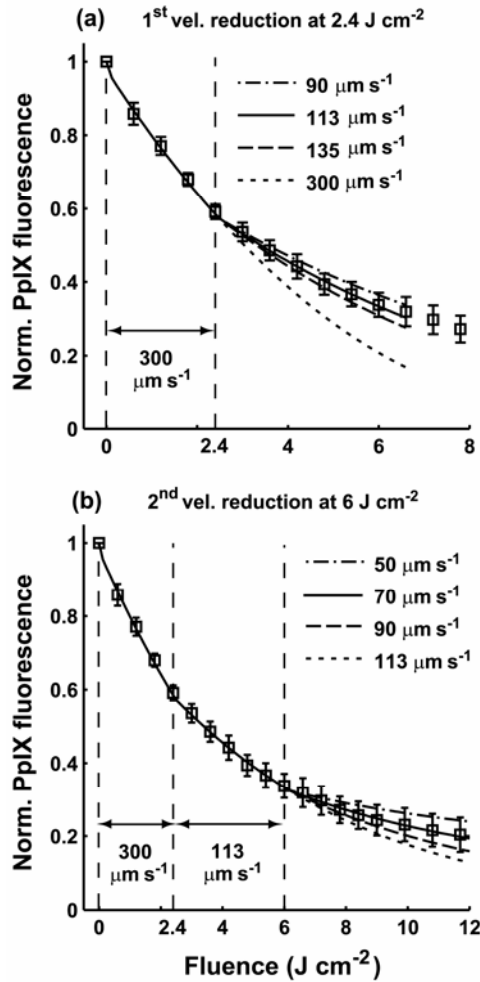 (a) 1st vel. reduction at 2.4 J cm-2
90 μm s-1
113 μm s-1
135 μm s-1
300 μm s-1
Norm. PpIX fluorescence
1
0.8
0.6
0.4
0.2
0
300
μm s-1
0
2.4
4
6
8
(b) 2nd vel. reduction at 6 J cm-2
50 μm s-1
70 μm s-1
90 μm s-1
113 μm s-1
Norm. PpIX fluorescence
1
0.8
0.6
0.4
0.2
0
300
μm s-1
113
μm s-1
0
2.4
4
6
8
10
12
Fluence (J cm-2)